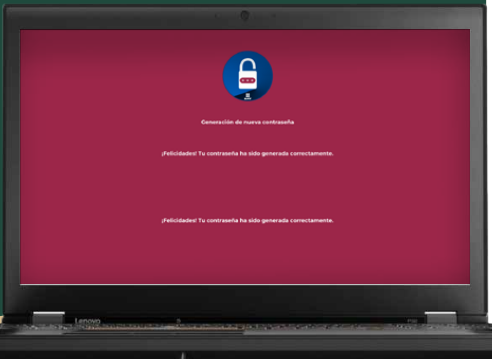 Generación de nueva contraseña
¡Felicidades! Tu contraseña ha sido generada correctamente.
¡Felicidades! Tu contraseña ha sido generada correctamente.
Lenovo